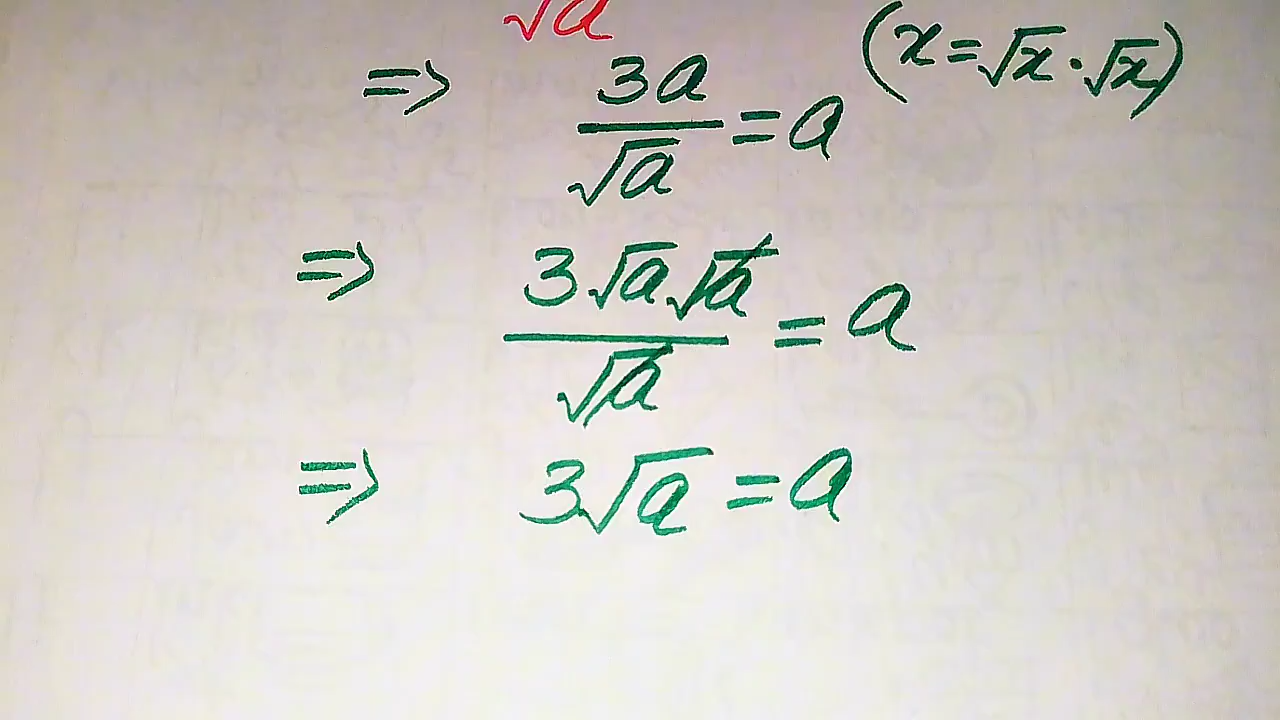 √a
=> 3a/√a = a (x = √x · √x)
=> 3√a.√a/√a = a
=> 3√a = a